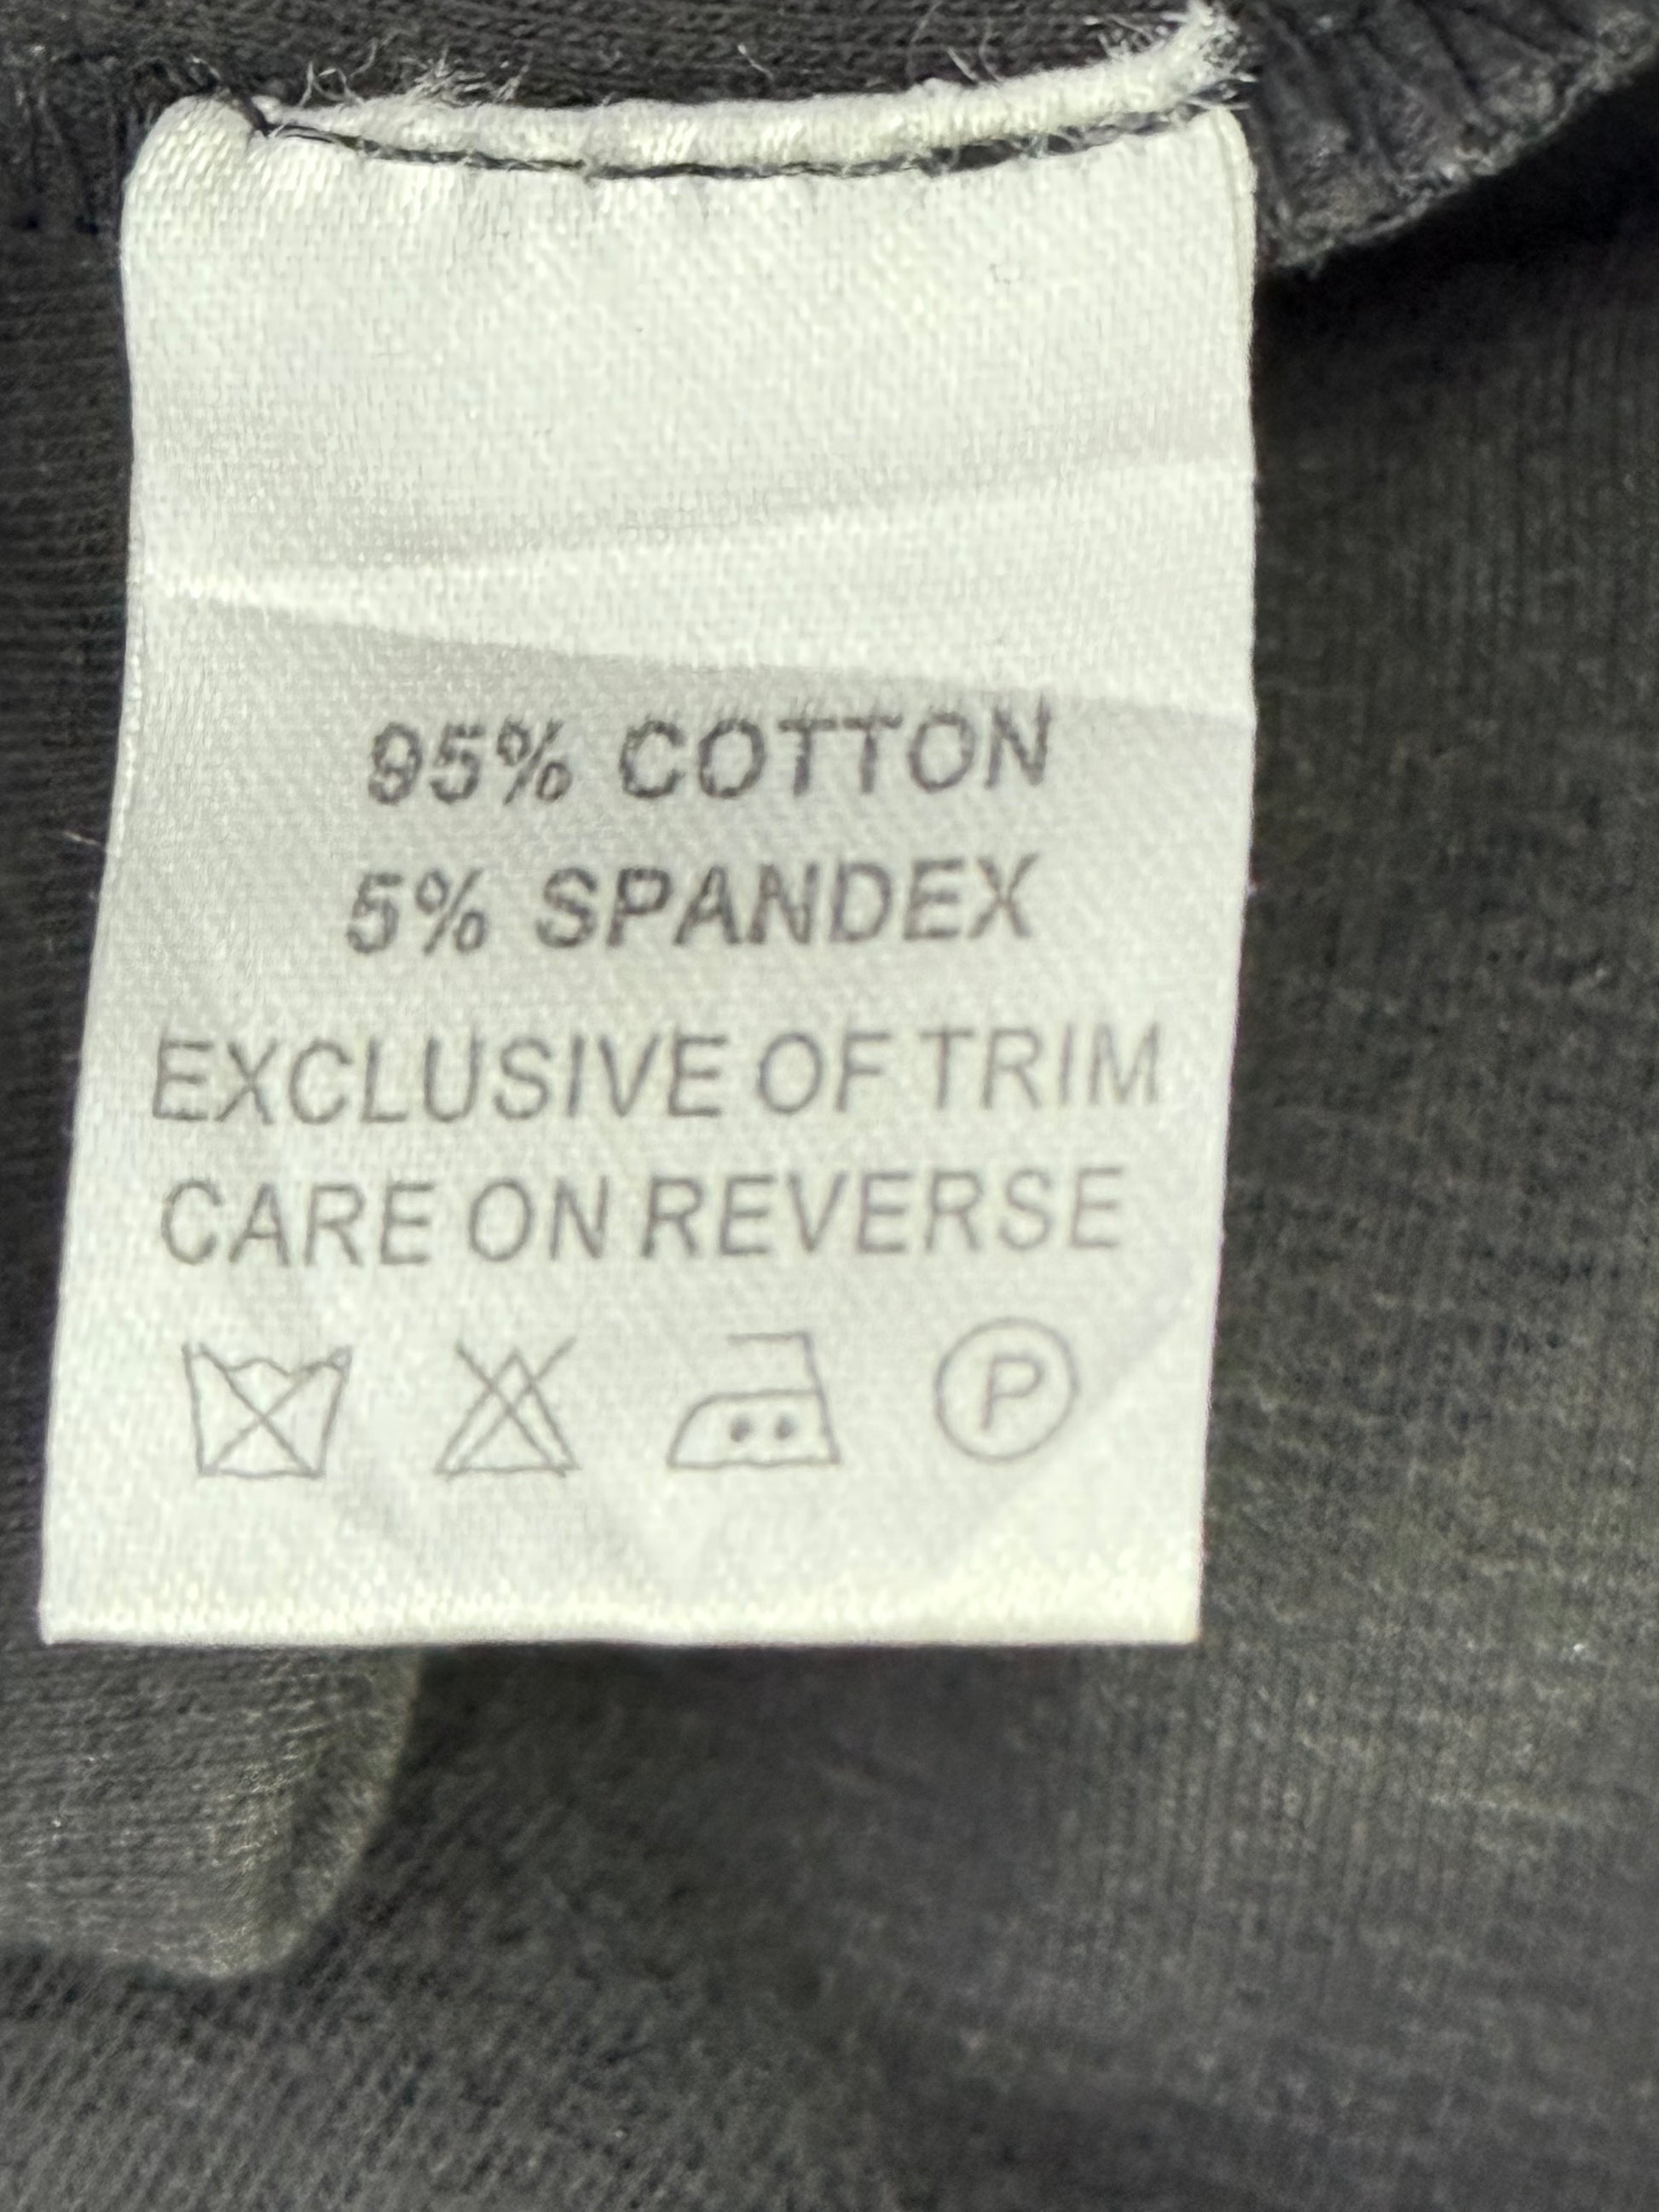 95% COTTON
5% SPANDEX
EXCLUSIVE OF TRIM
CARE ON REVERSE
P